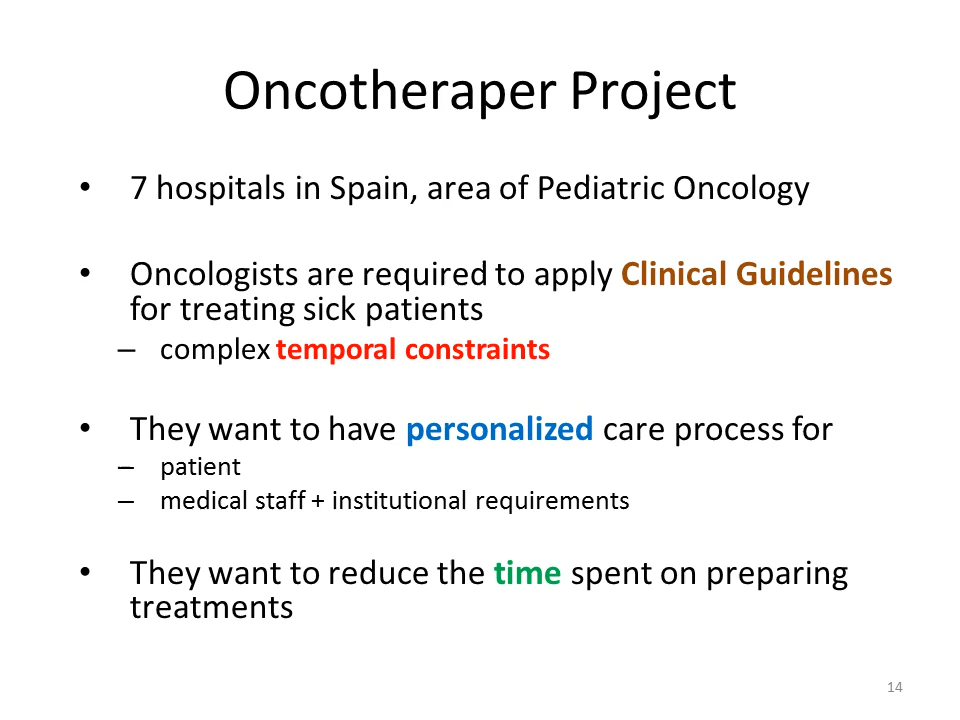 Oncotheraper Project
• 7 hospitals in Spain, area of Pediatric Oncology
• Oncologists are required to apply Clinical Guidelines
for treating sick patients
– complex temporal constraints
• They want to have personalized care process for
– patient
– medical staff + institutional requirements
• They want to reduce the time spent on preparing
treatments
14